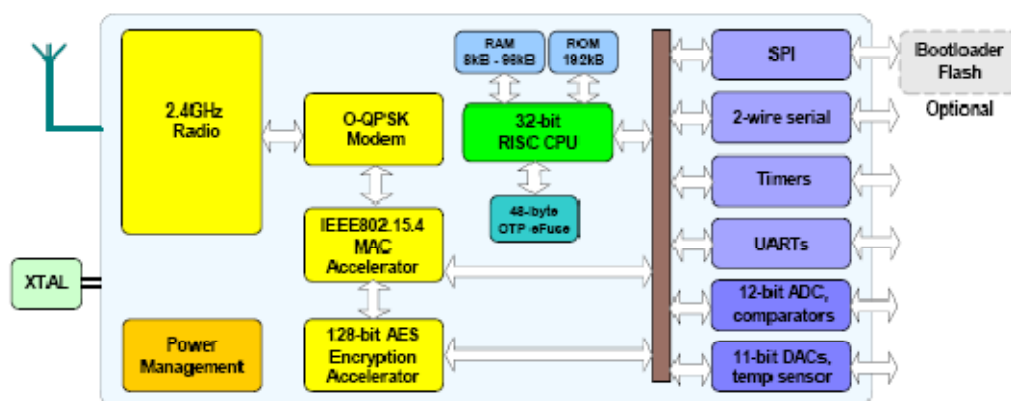 2.4GHz
Radio
O-QPSK
Modem
RAM
8kB - 96kB
ROM
192kB
32-bit
RISC CPU
48-byte
OTP eFuse
IEEE802.15.4
MAC
Accelerator
128-bit AES
Encryption
Accelerator
XTAL
Power
Management
SPI
2-wire serial
Timers
UARTs
12-bit ADC,
comparators
11-bit DACs,
temp sensor
Bootloader
Flash
Optional